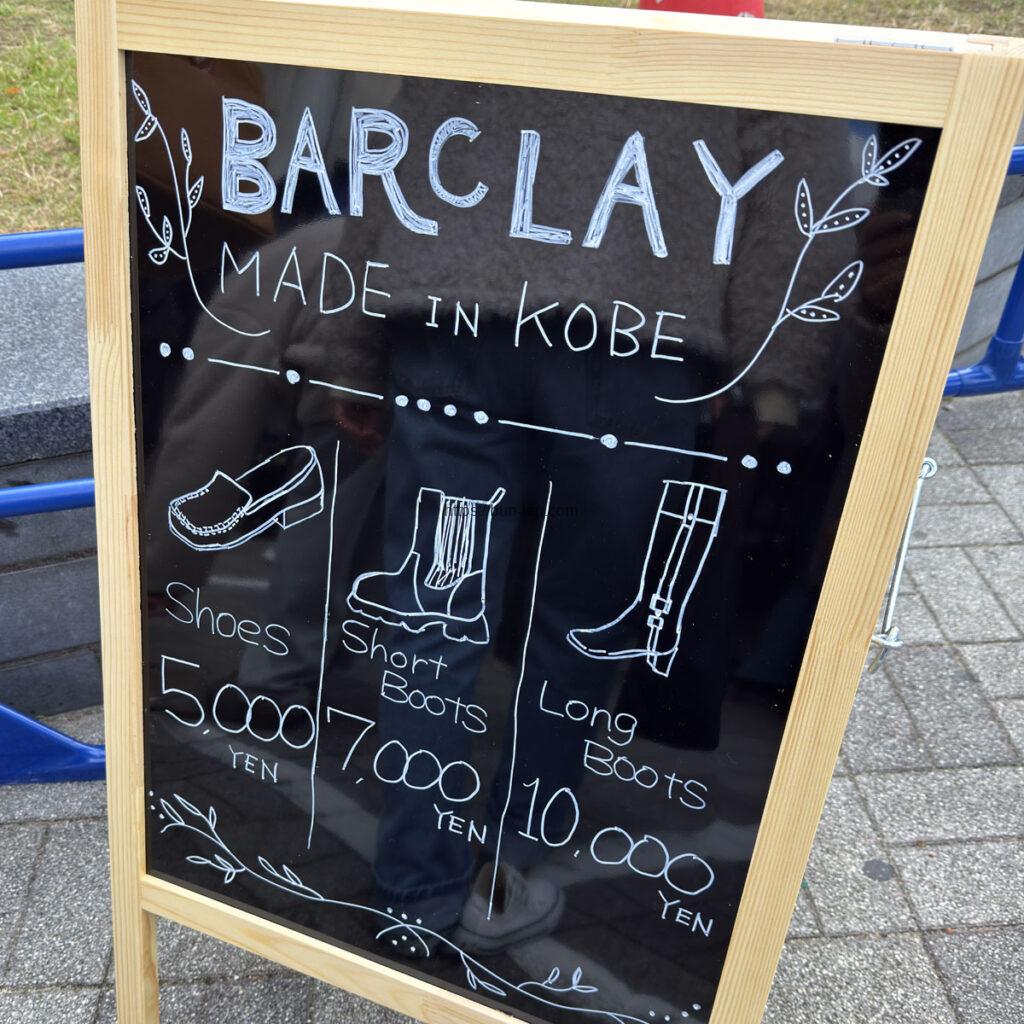 BARCLAY
MADE IN KOBE
Shoes
5,000
YEN
Short
Boots
7,000
YEN
Long
Boots
10,000
YEN